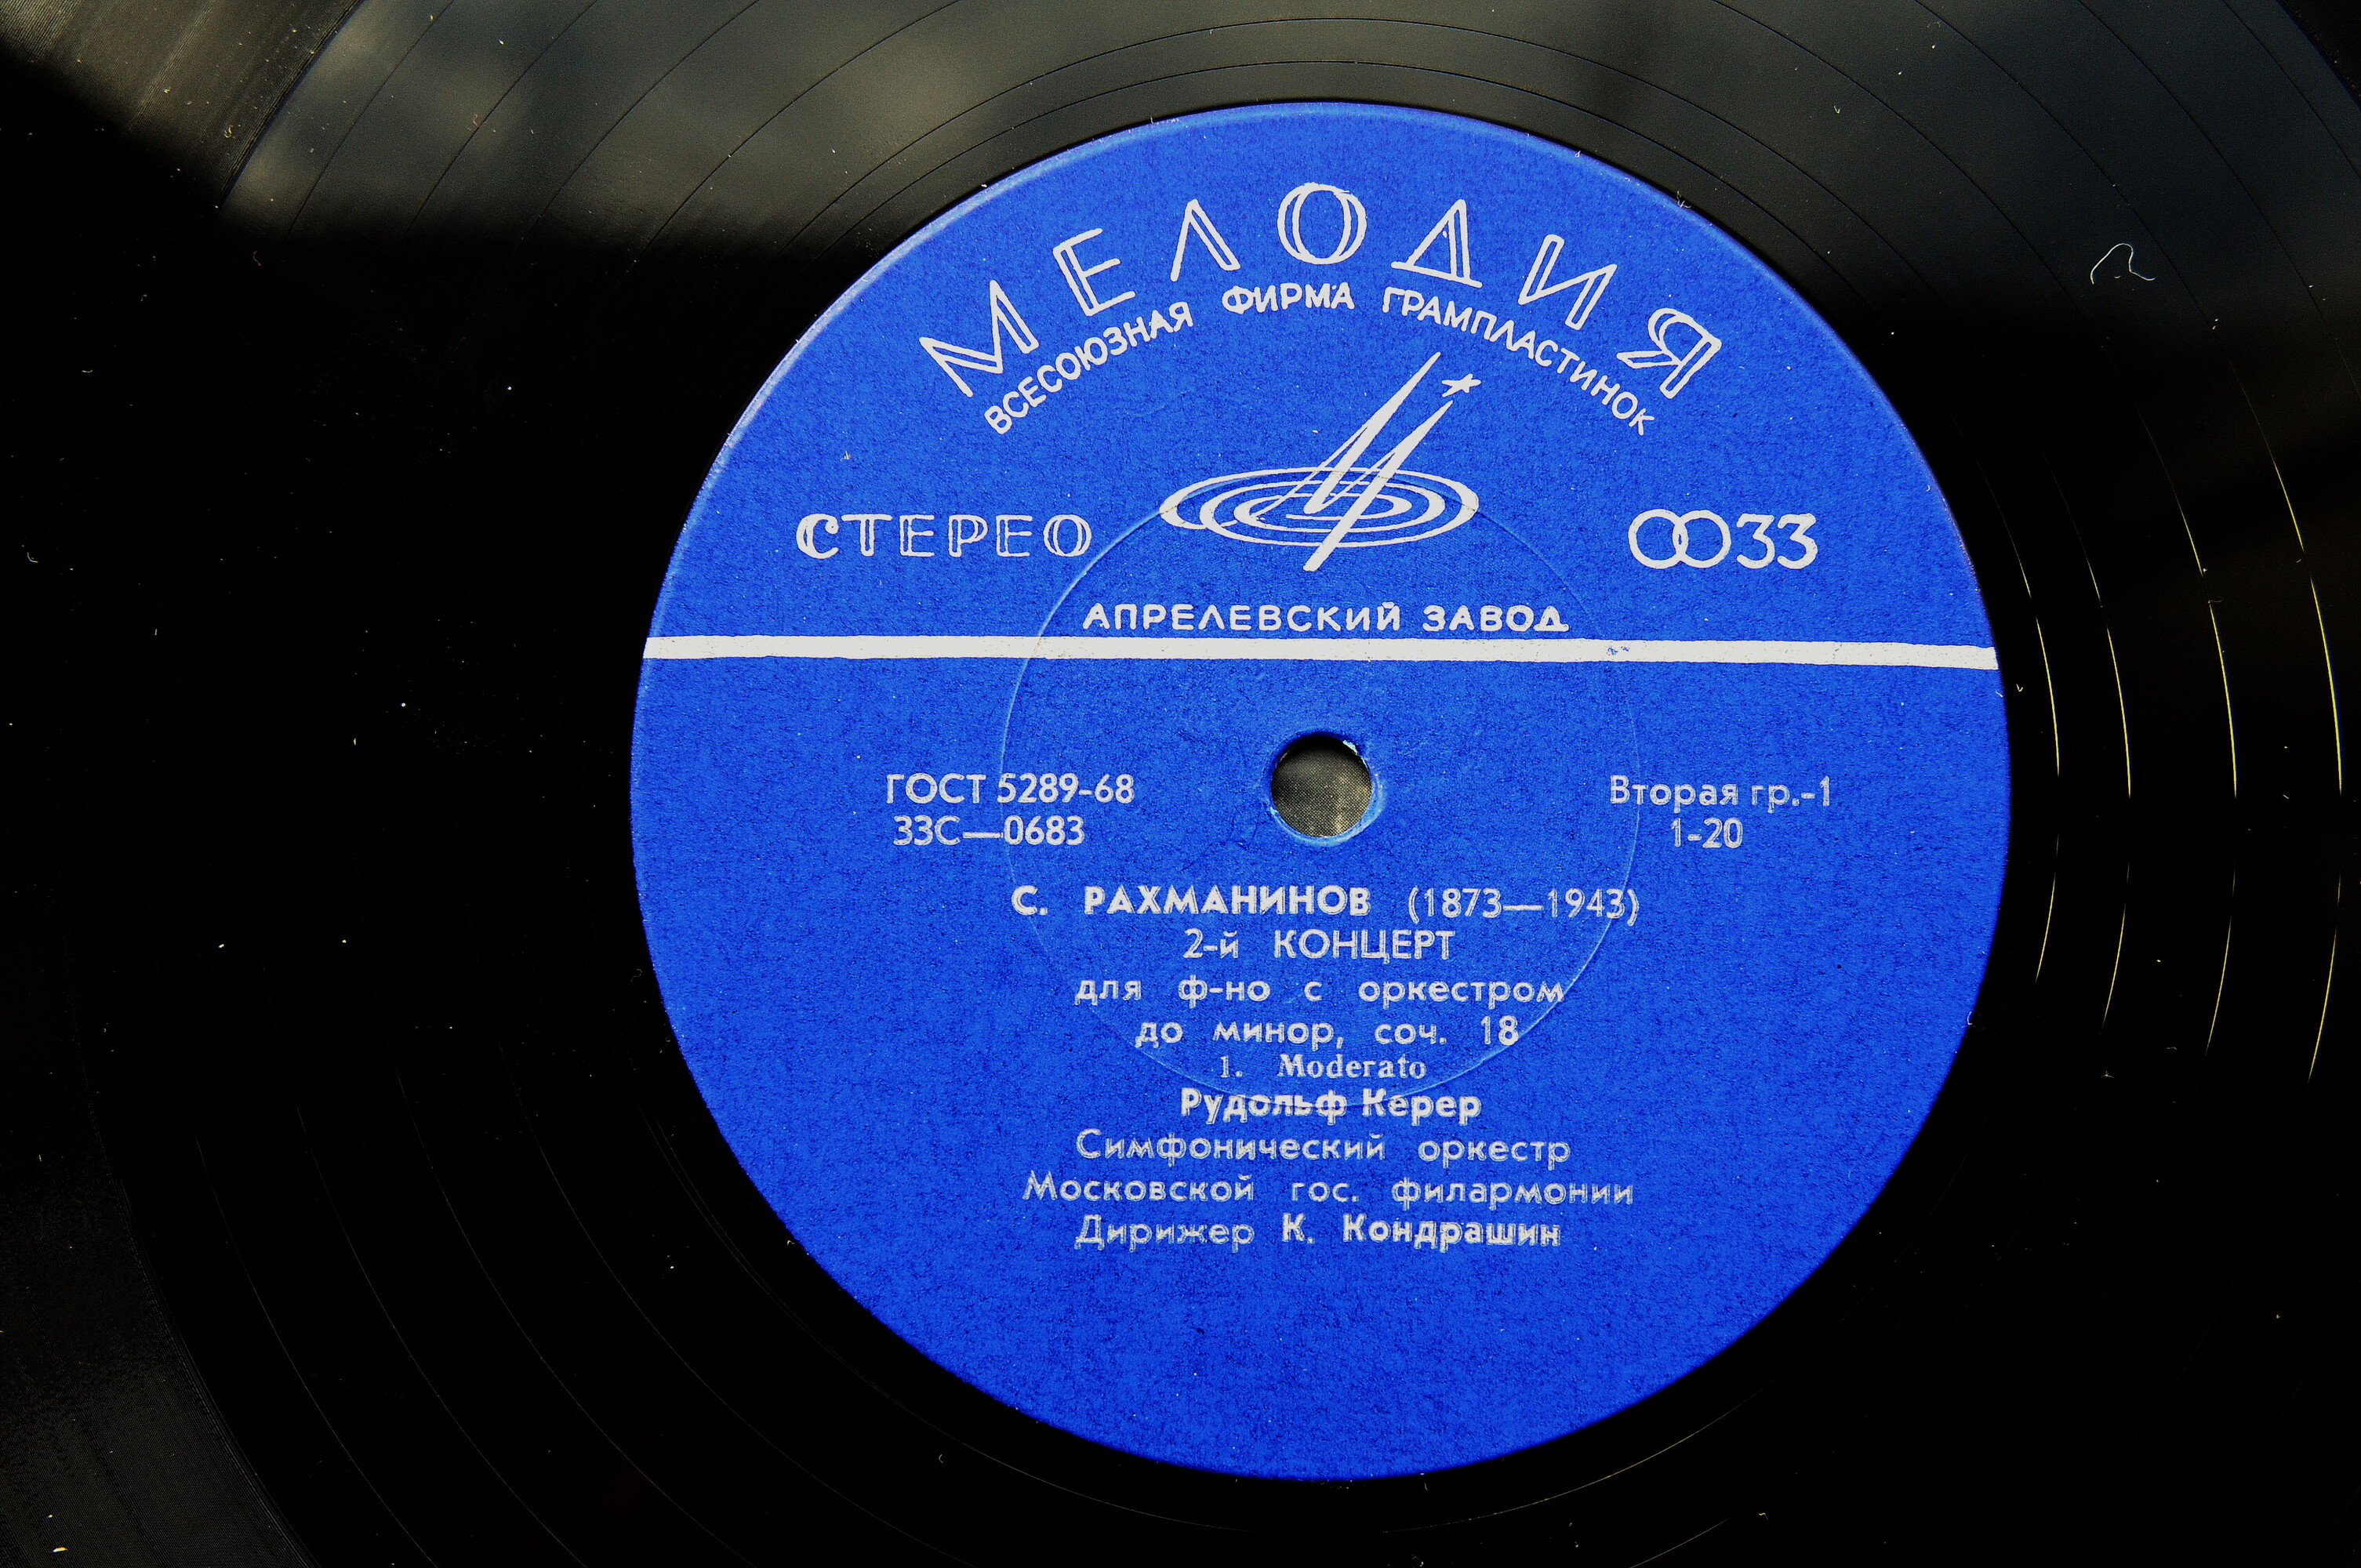 МЕЛОДИЯ
ВСЕСОЮЗНАЯ ФИРМА ГРАМПЛАСТИНОК
СТЕРЕО
33
АПРЕЛЕВСКИЙ ЗАВОД
ГОСТ 5289-68
33С—0683
Вторая гр.-1
1-20
С. РАХМАНИНОВ (1873—1943)
2-й КОНЦЕРТ
для ф-но с оркестром
до минор, соч. 18
1. Moderato
Рудольф Керер
Симфонический оркестр
Московской гос. филармонии
Дирижер К. Кондрашин